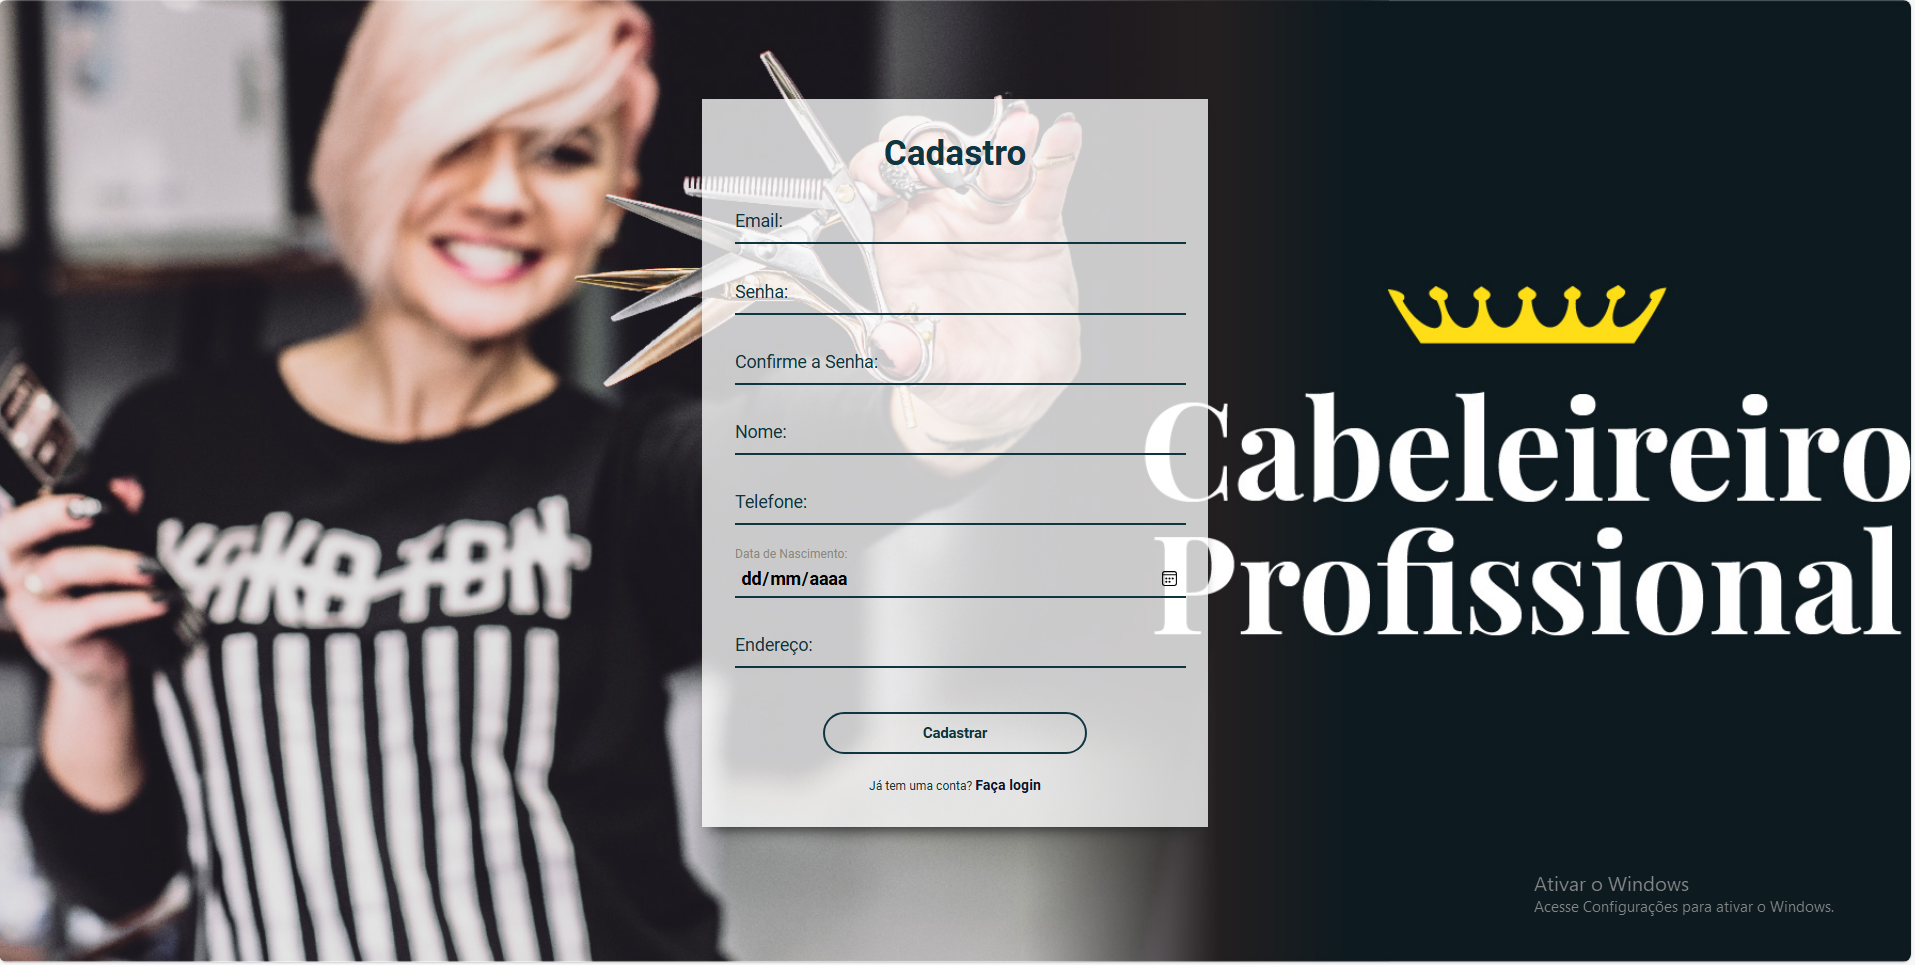 Cadastro
Email:
Senha:
Confirme a Senha:
Nome:
Telefone:
Data de Nascimento:
dd/mm/aaaa
Endereço:
Cadastrar
Já tem uma conta? Faça login
Cabeleireiro
Profissional
Ativar o Windows
Acesse Configurações para ativar o Windows.